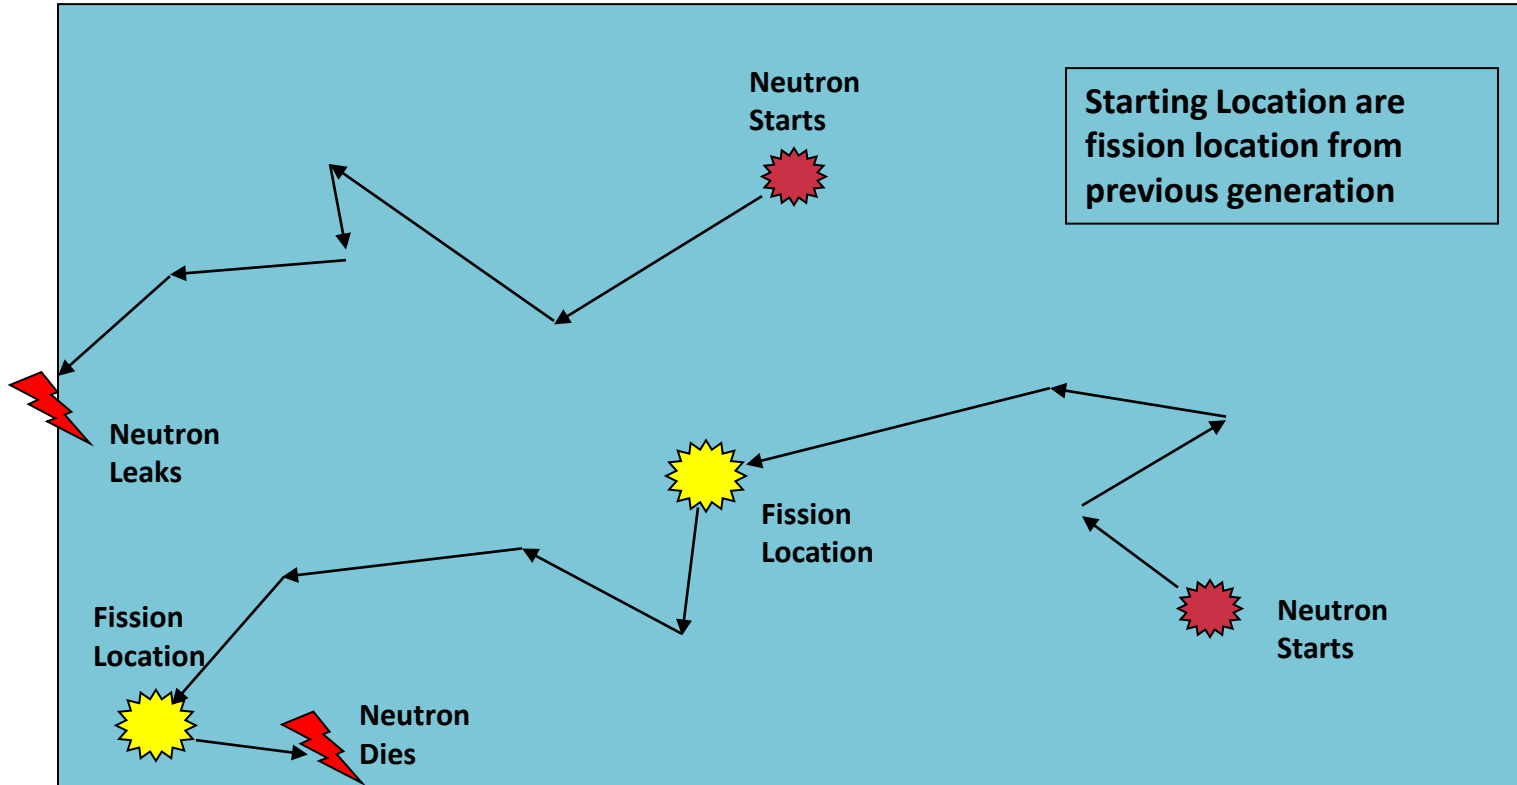 Neutron
Starts
Starting Location are
fission location from
previous generation
Neutron
Leaks
Fission
Location
Fission
Location
Neutron
Starts
Neutron
Dies